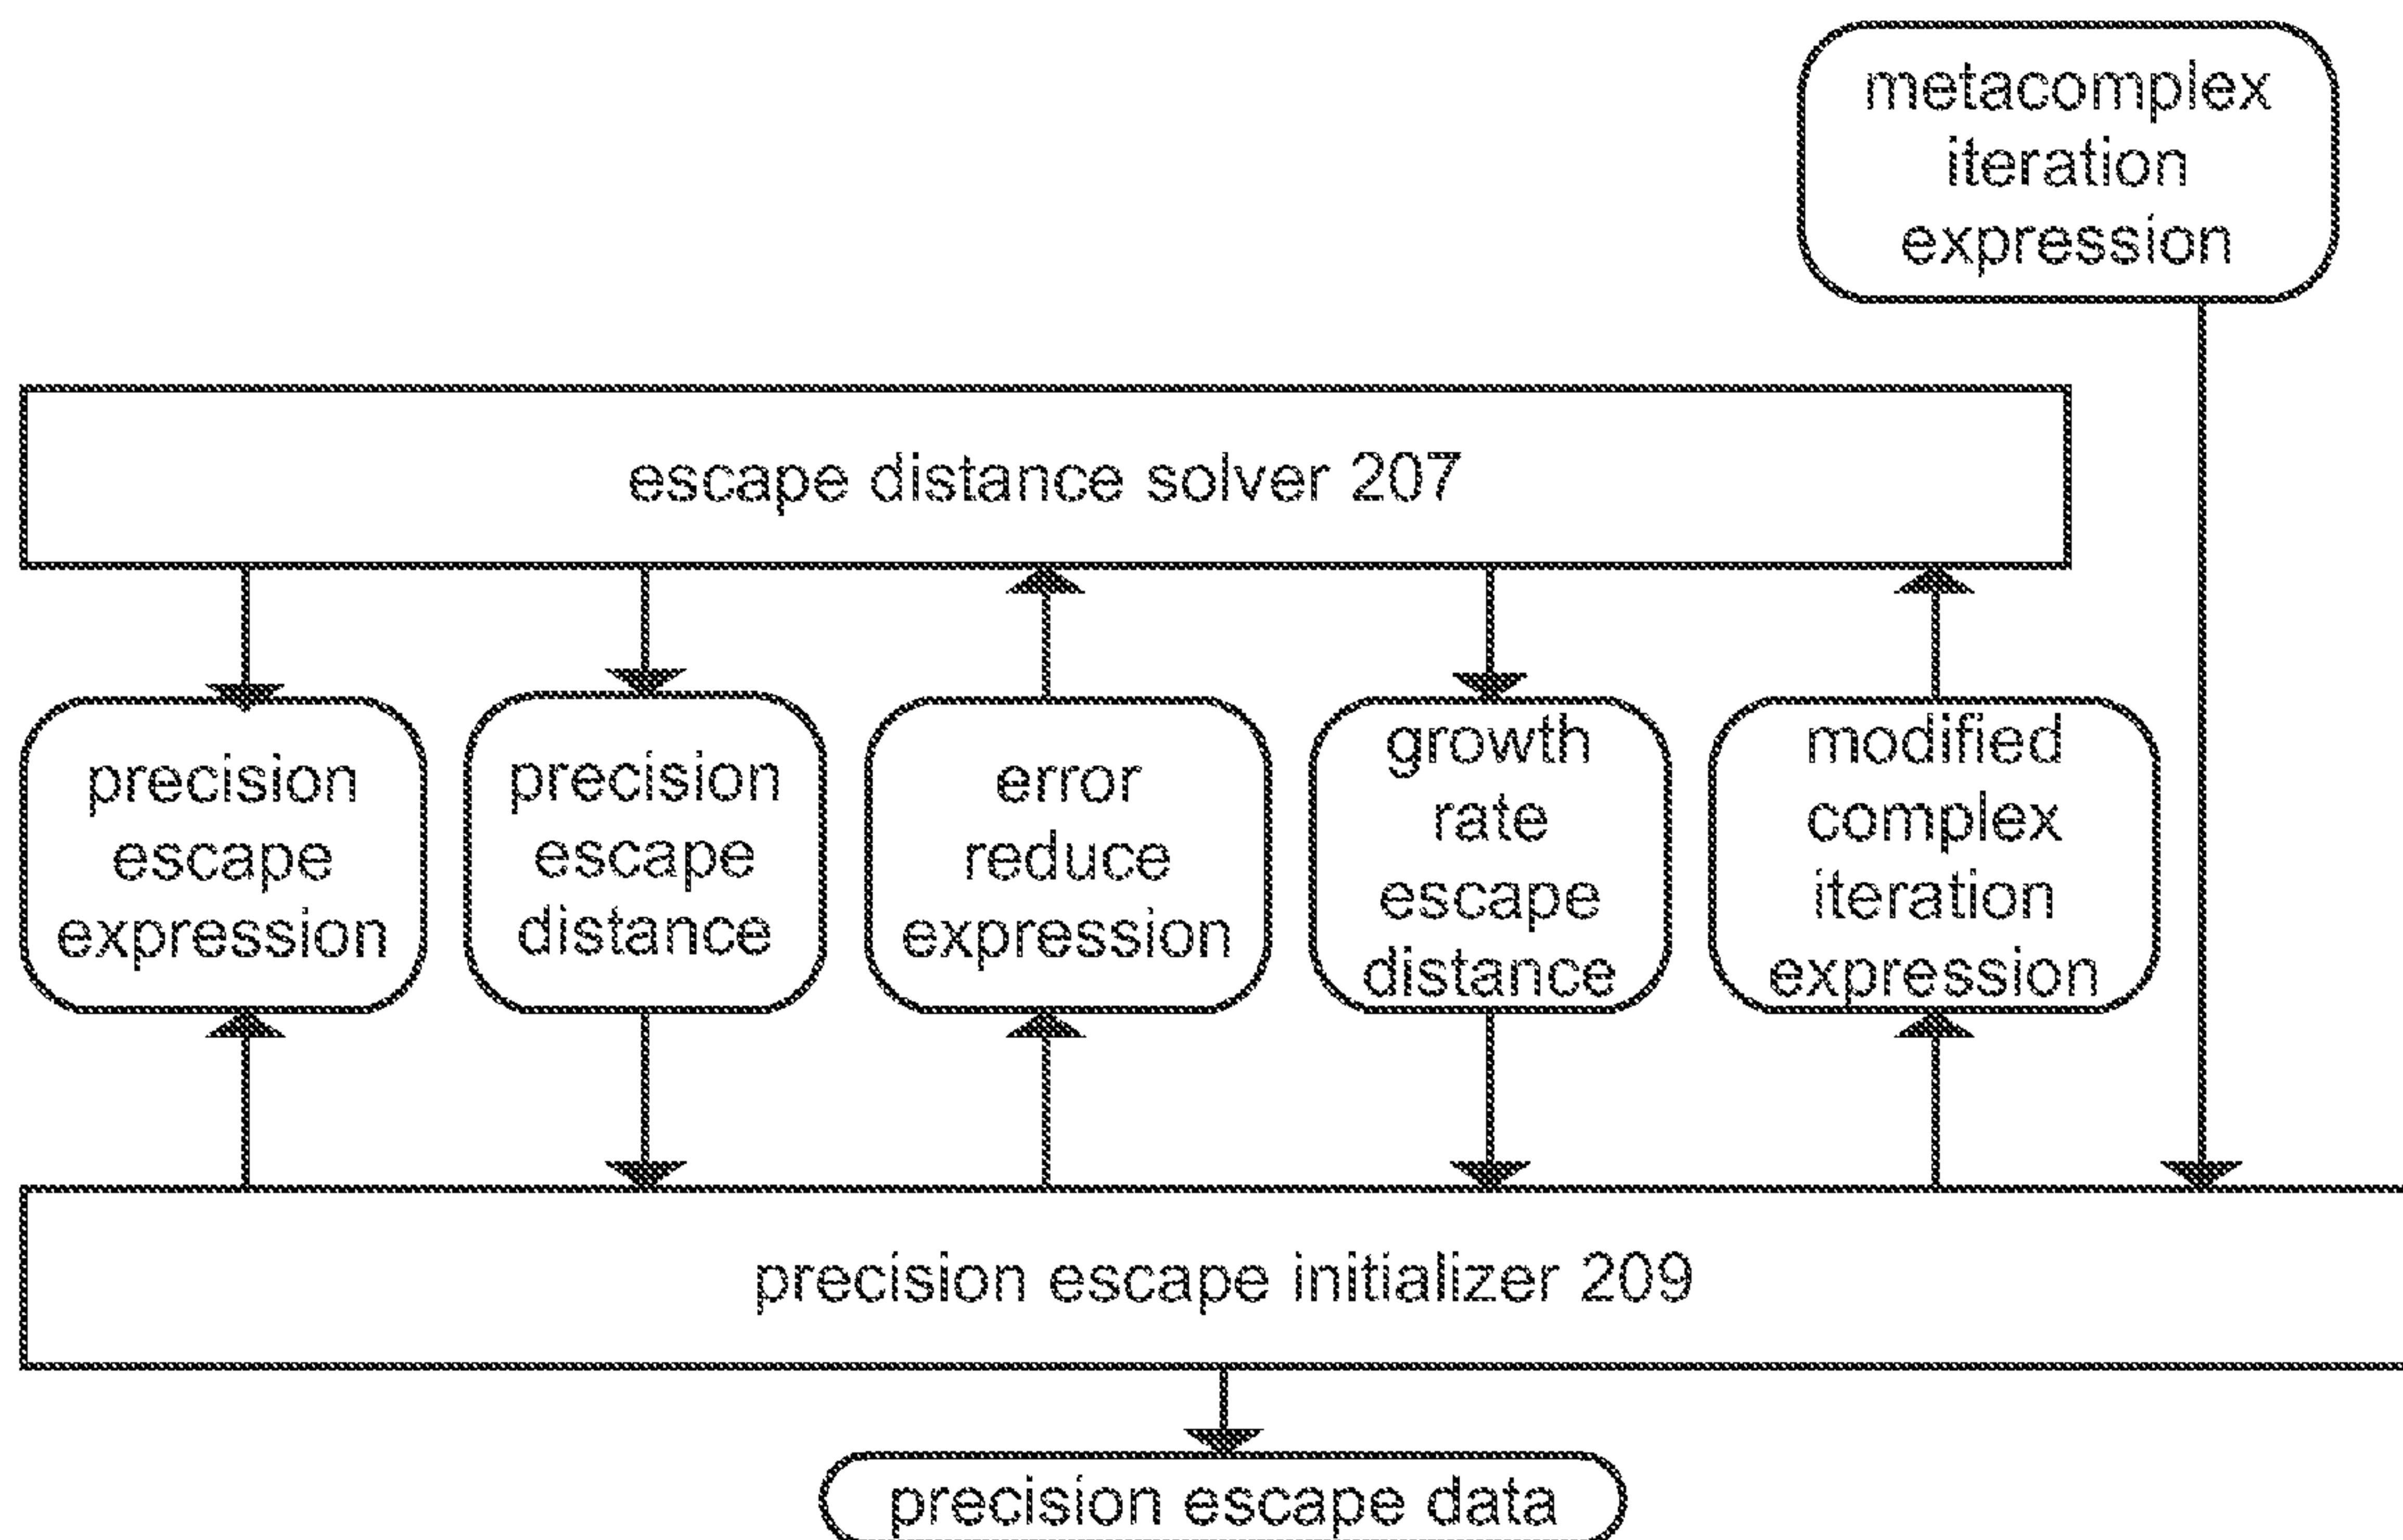 metacomplex
iteration
expression
escape distance solver 207
precision
escape
expression
precision
escape
distance
error
reduce
expression
growth
rate
escape
distance
modified
complex
iteration
expression
precision escape initializer 209
precision escape data